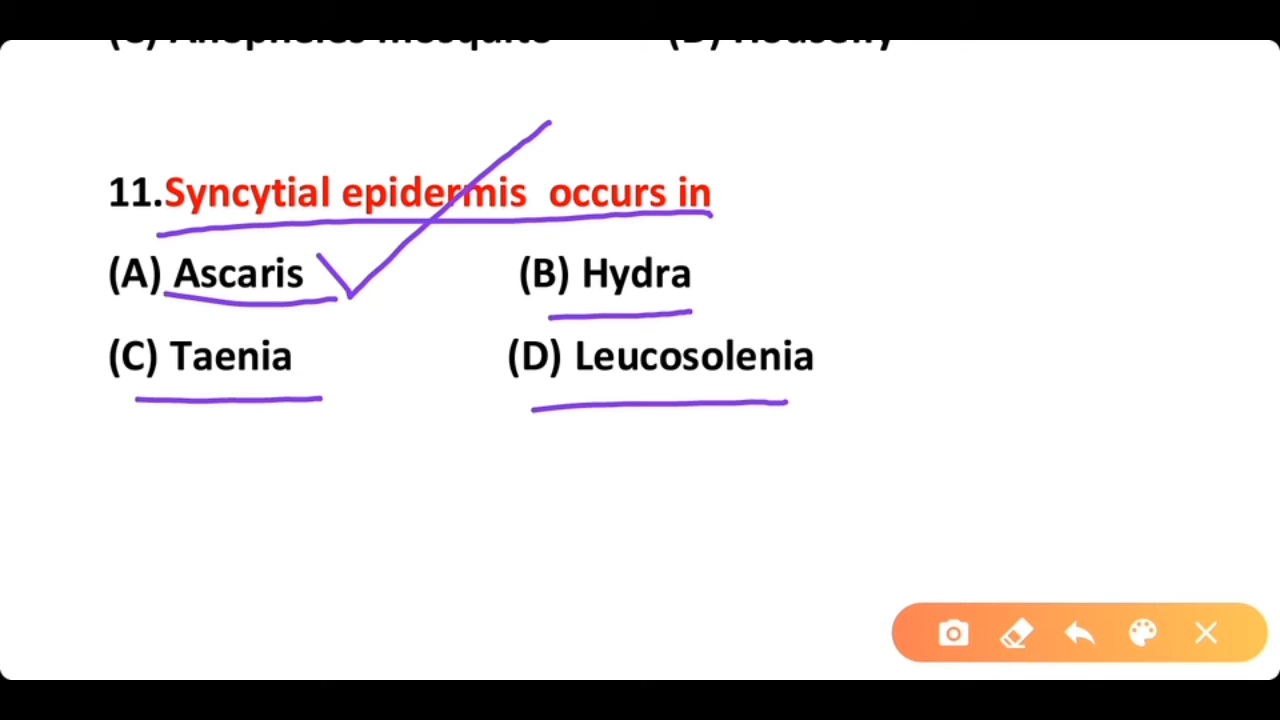 11.Syncytial epidermis occurs in
(A) Ascaris (B) Hydra
(C) Taenia (D) Leucosolenia